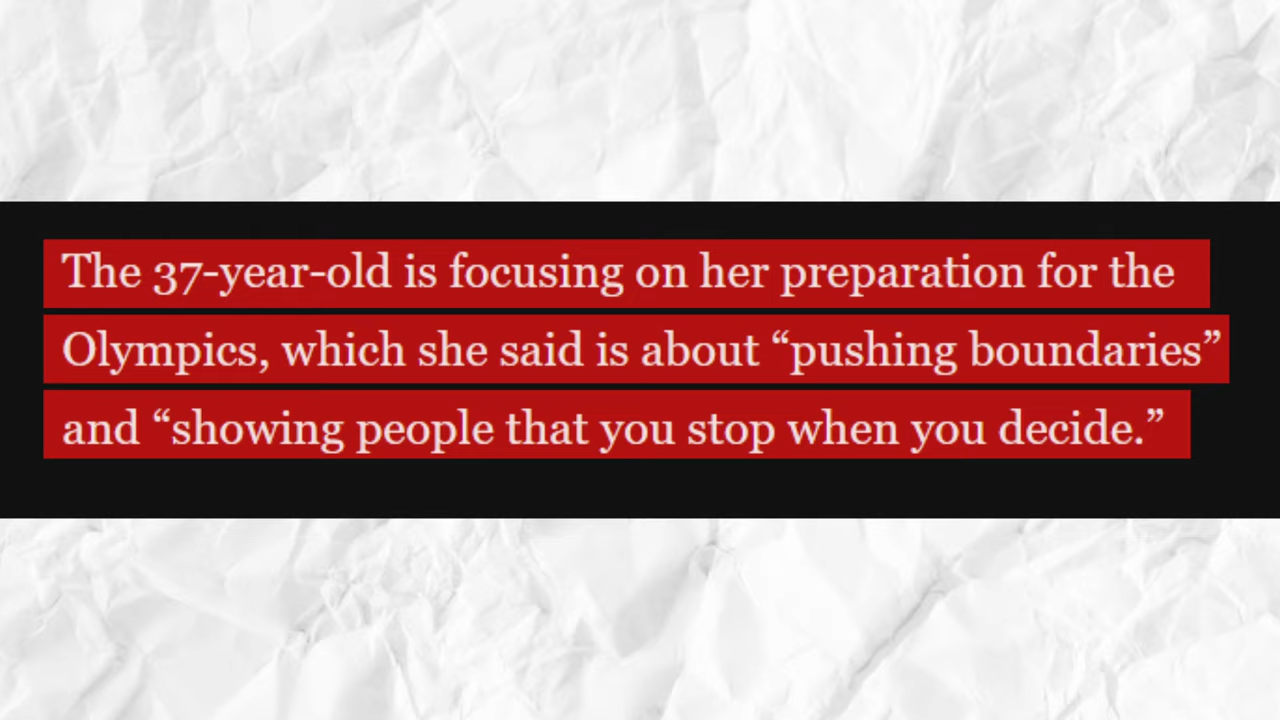 The 37-year-old is focusing on her preparation for the
Olympics, which she said is about “pushing boundaries”
and “showing people that you stop when you decide.”